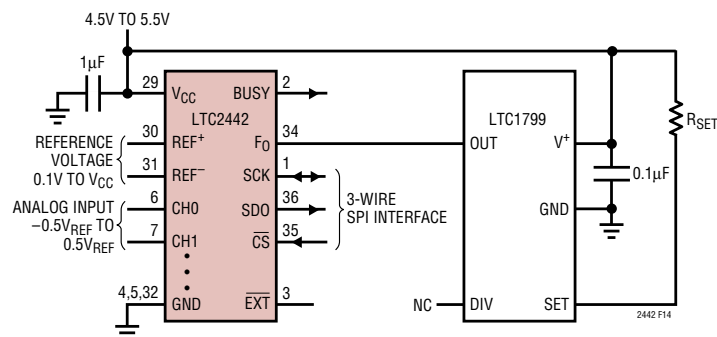 4.5V TO 5.5V
1µF
29
VCC
BUSY
2
LTC2442
LTC1799
RSET
REFERENCE
VOLTAGE
0.1V TO VCC
30
REF+
FO
34
OUT
V+
31
REF–
SCK
1
0.1µF
ANALOG INPUT
–0.5VREF TO
0.5VREF
6
CH0
SDO
36
3-WIRE
SPI INTERFACE
GND
7
CH1
CS
35
4,5,32
GND
EXT
3
NC
DIV
SET
2442 F14